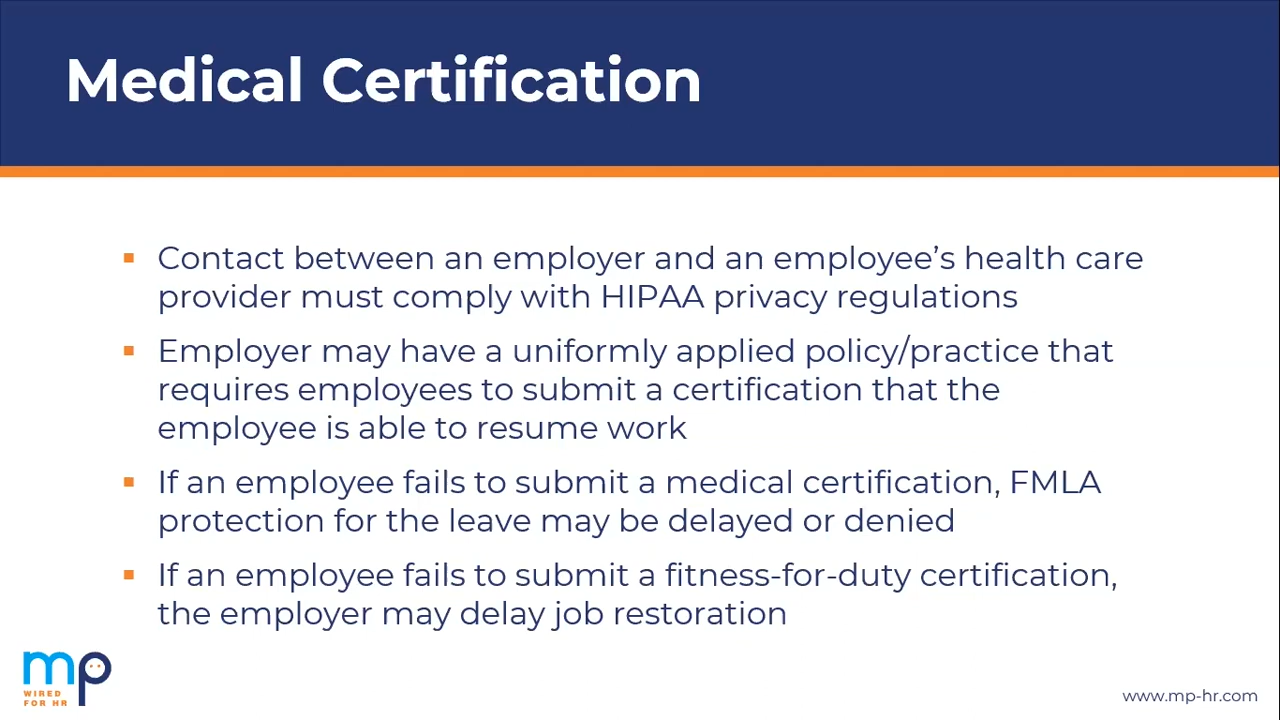 Medical Certification
▪ Contact between an employer and an employee’s health care
provider must comply with HIPAA privacy regulations
▪ Employer may have a uniformly applied policy/practice that
requires employees to submit a certification that the
employee is able to resume work
▪ If an employee fails to submit a medical certification, FMLA
protection for the leave may be delayed or denied
▪ If an employee fails to submit a fitness-for-duty certification,
the employer may delay job restoration
mp
WIRED
FOR HR
www.mp-hr.com